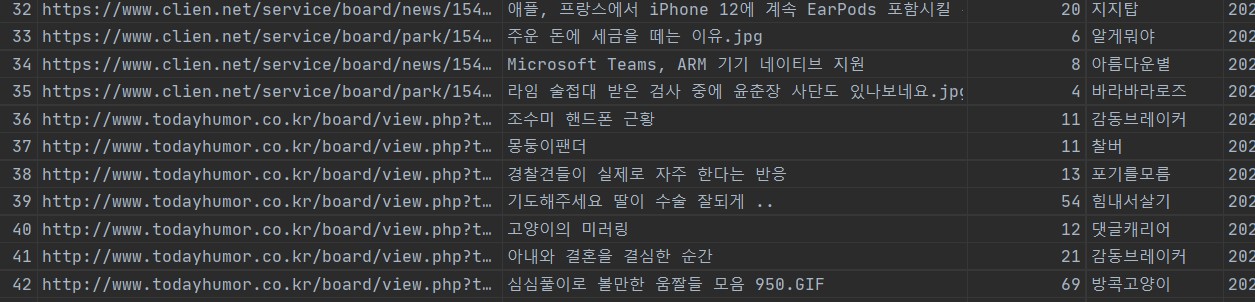 32 https://www.clien.net/service/board/news/154… 애플, 프랑스에서 iPhone 12에 계속 EarPods 포함시킬 20 지지탑 202
33 https://www.clien.net/service/board/park/154… 주운 돈에 세금을 떼는 이유.jpg 6 알게뭐야 202
34 https://www.clien.net/service/board/news/154… Microsoft Teams, ARM 기기 네이티브 지원 8 아름다운별 202
35 https://www.clien.net/service/board/park/154… 라임 술접대 받은 검사 중에 윤춘장 사단도 있나보네요.jpg 4 바라바라로즈 202
36 http://www.todayhumor.co.kr/board/view.php?t… 조수미 핸드폰 근황 11 감동브레이커 202
37 http://www.todayhumor.co.kr/board/view.php?t… 몽둥이팬더 11 찰버 202
38 http://www.todayhumor.co.kr/board/view.php?t… 경찰견들이 실제로 자주 한다는 반응 13 포기를모름 202
39 http://www.todayhumor.co.kr/board/view.php?t… 기도해주세요 딸이 수술 잘되게 .. 54 힘내서살기 202
40 http://www.todayhumor.co.kr/board/view.php?t… 고양이의 미러링 12 댓글캐리어 202
41 http://www.todayhumor.co.kr/board/view.php?t… 아내와 결혼을 결심한 순간 21 감동브레이커 202
42 http://www.todayhumor.co.kr/board/view.php?t… 심심풀이로 볼만한 움짤들 모음 950.GIF 69 방콕고양이 202